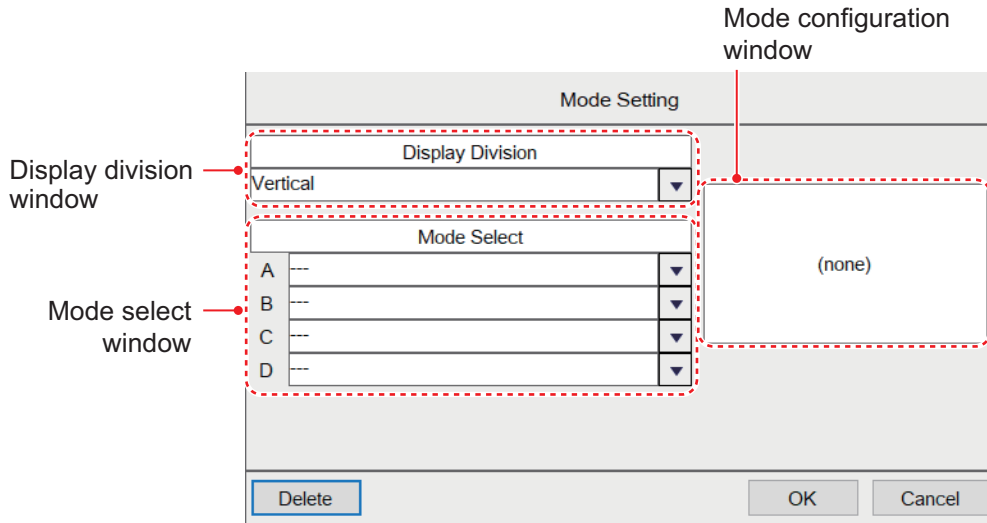 Mode configuration
window
Mode Setting
Display division
window
Display Division
Vertical
Mode select
window
Mode Select
A ---
B ---
C ---
D ---
(none)
Delete
OK
Cancel